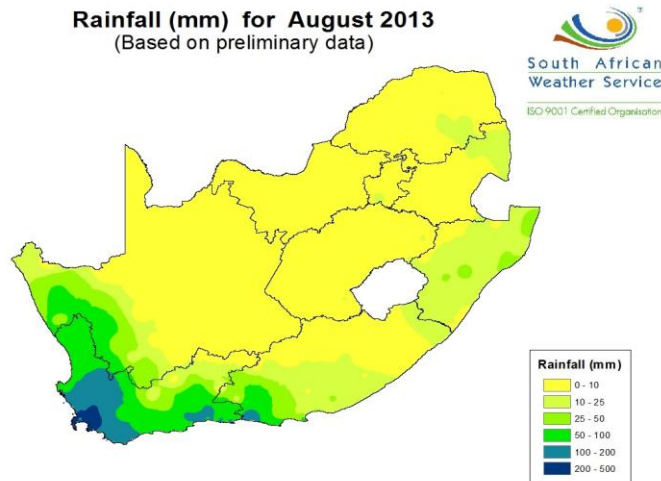 Rainfall (mm) for August 2013
(Based on preliminary data)
®
South African
Weather Service
ISO 9001 Certified Organisation
Rainfall (mm)
0 - 10
10 - 25
25 - 50
50 - 100
100 - 200
200 - 500